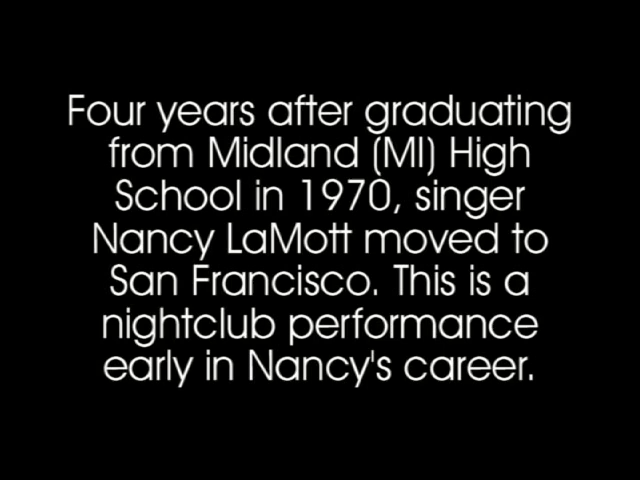 Four years after graduating
from Midland (MI) High
School in 1970, singer
Nancy LaMott moved to
San Francisco. This is a
nightclub performance
early in Nancy's career.